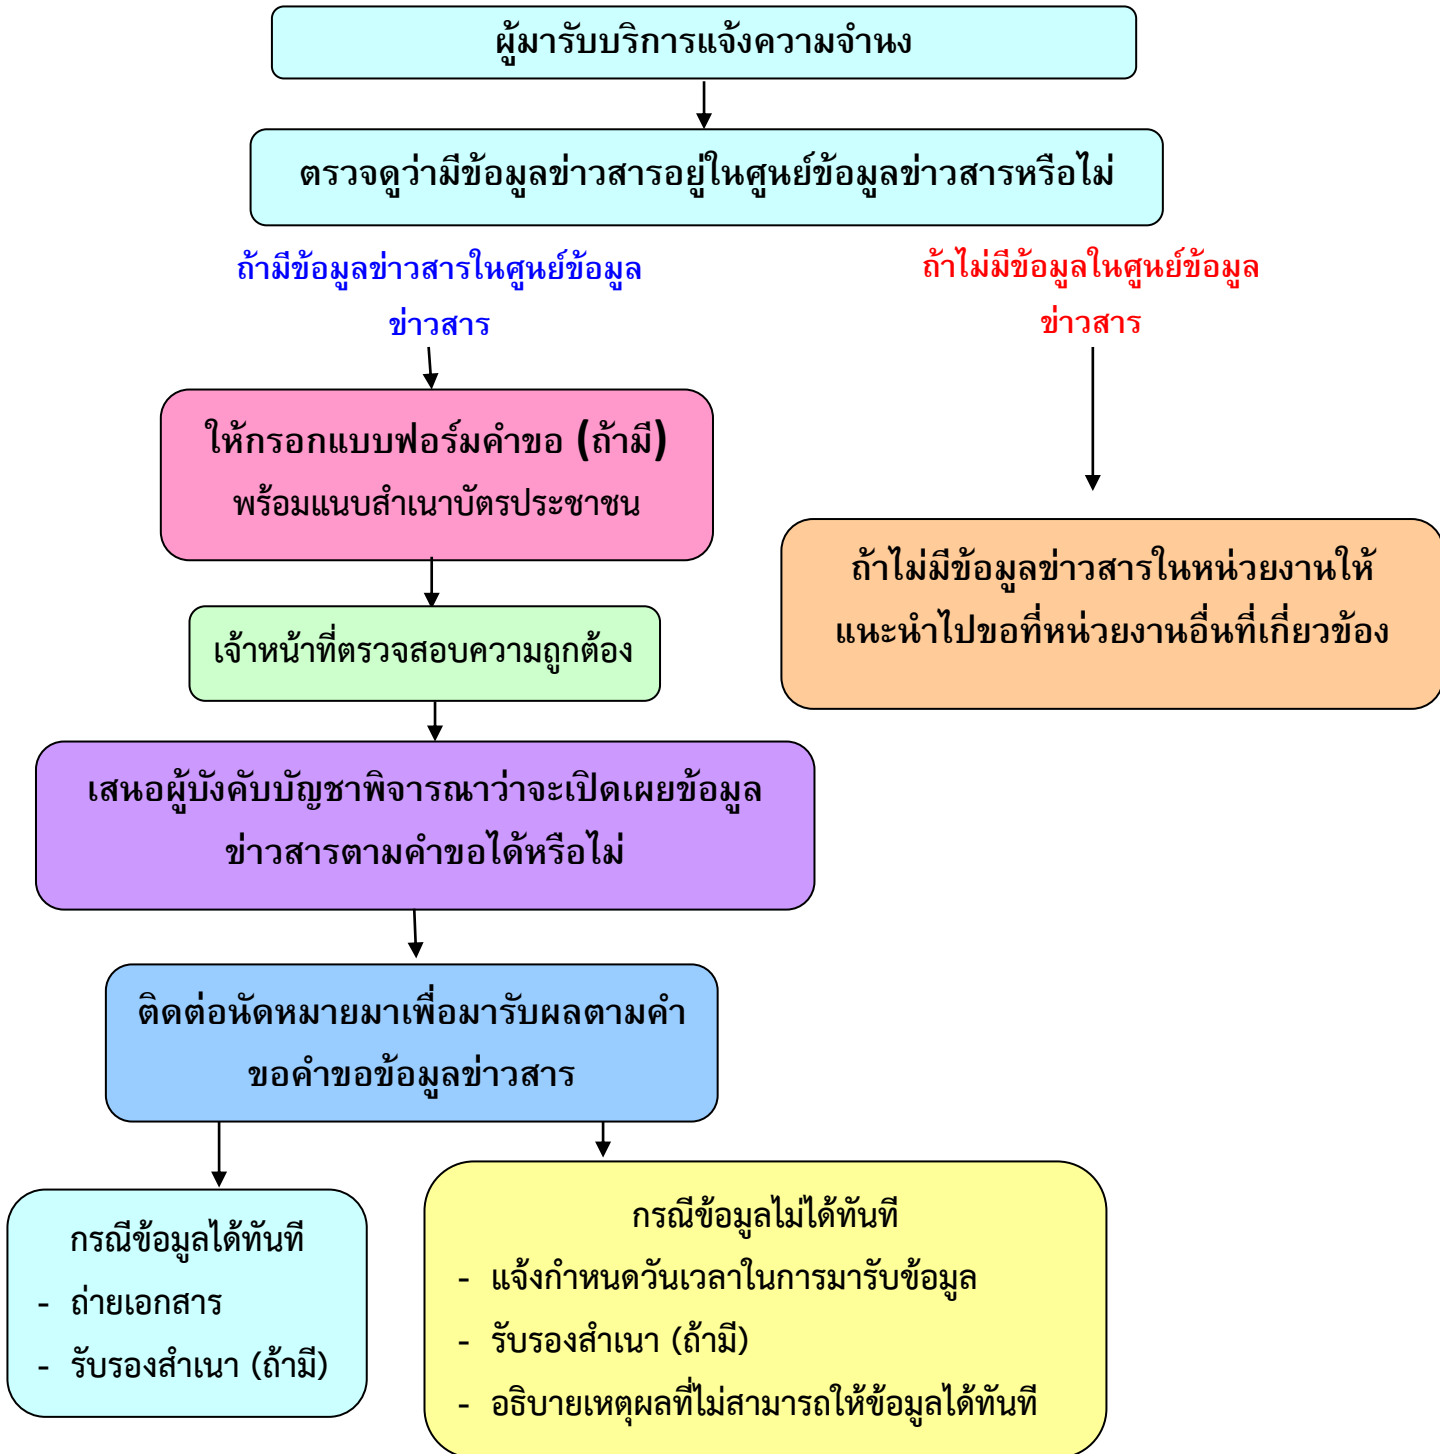 ผู้มารับบริการแจ้งความจำหง
ตรวจดูว่ามีข้อมูลข่าวสารอยู่ในศูนย์ข้อมูลข่าวสารหรือไม่
ถ้ามีข้อมูลข่าวสารในศูนย์ข้อมูล
ข่าวสาร
ถ้าไม่มีข้อมูลในศูนย์ข้อมูล
ข่าวสาร
ให้กรอกแบบฟอร์มคำขอ (ถ้ามี)
พร้อมแนบสำเนาบัตรประชาชน
ถ้าไม่มีข้อมูลข่าวสารในหน่วยงานให้
แนะนำไปขอที่หน่วยงานอื่นที่เกี่ยวข้อง
เจ้าหน้าที่ตรวจสอบความถูกต้อง
เสนอผู้บังคับบัญชาพิจารณาว่าจะเปิดเผยข้อมูล
ข่าวสารตามคำขอได้หรือไม่
ติดต่อนัดหมายมาเพื่อมารับผลตามคำ
ขอคำขอข้อมูลข่าวสาร
กรณีข้อมูลได้ทันที
- ถ่ายเอกสาร
- รับรองสำเนา (ถ้ามี)
กรณีข้อมูลไม่ได้ทันที
- แจ้งกำหนดวันเวลาในการมารับข้อมูล
- รับรองสำเนา (ถ้ามี)
- อธิบายเหตุผลที่ไม่สามารถให้ข้อมูลได้ทันที